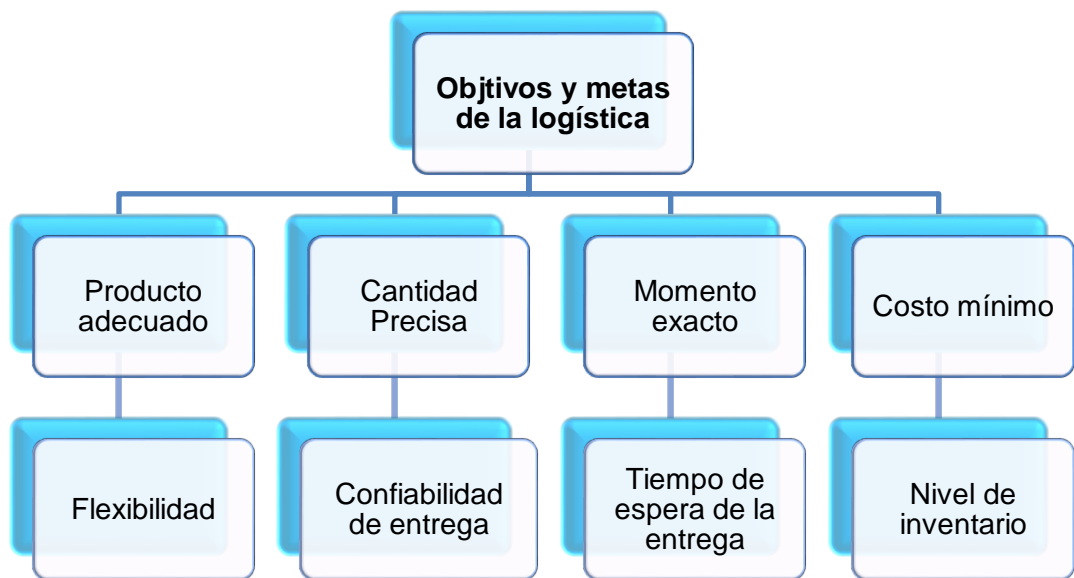 Objtivos y metas
de la logística
Producto
adecuado
Cantidad
Precisa
Momento
exacto
Costo mínimo
Flexibilidad
Confiabilidad
de entrega
Tiempo de
espera de la
entrega
Nivel de
inventario